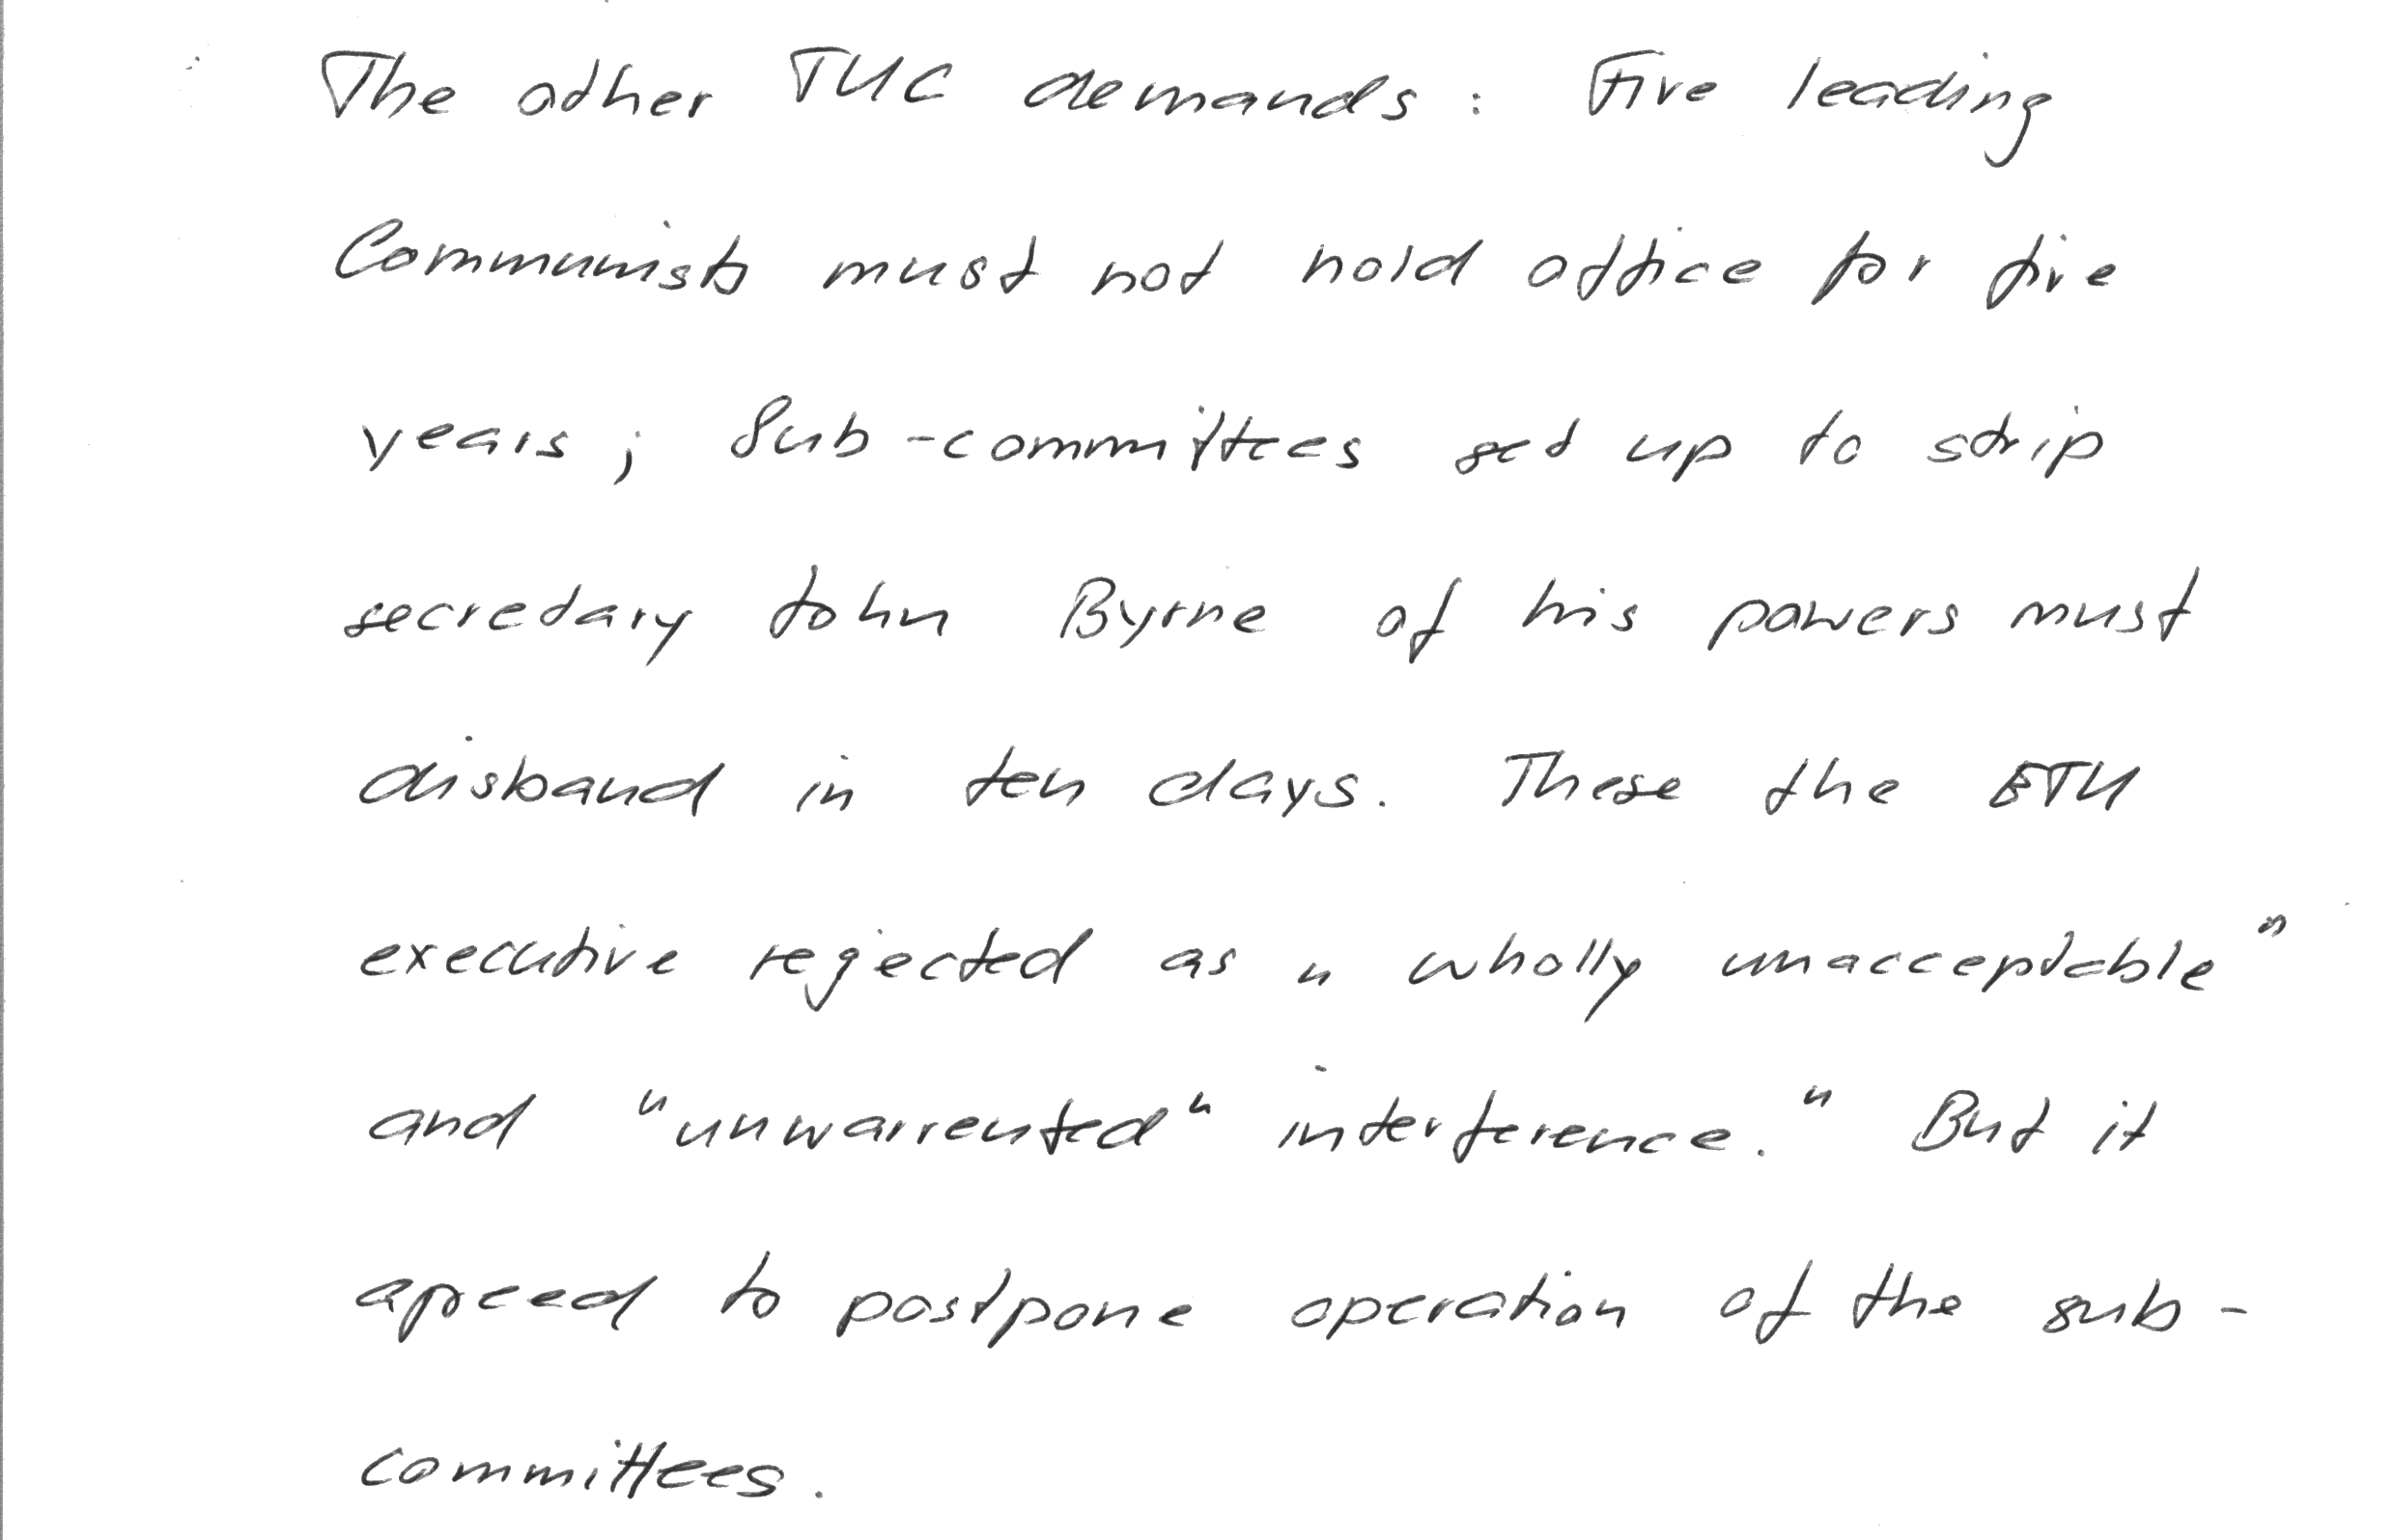 The other TUC demands : Five leading
Communists must not hold office for five
years ; Sub-committees set up to strip
secretary John Byrne of his powers must
disband in ten days. These the ETU
executive rejected as "wholly unacceptable"
and "unwarrented" interference." But it
agreed to postpone operation of the sub-
committees.